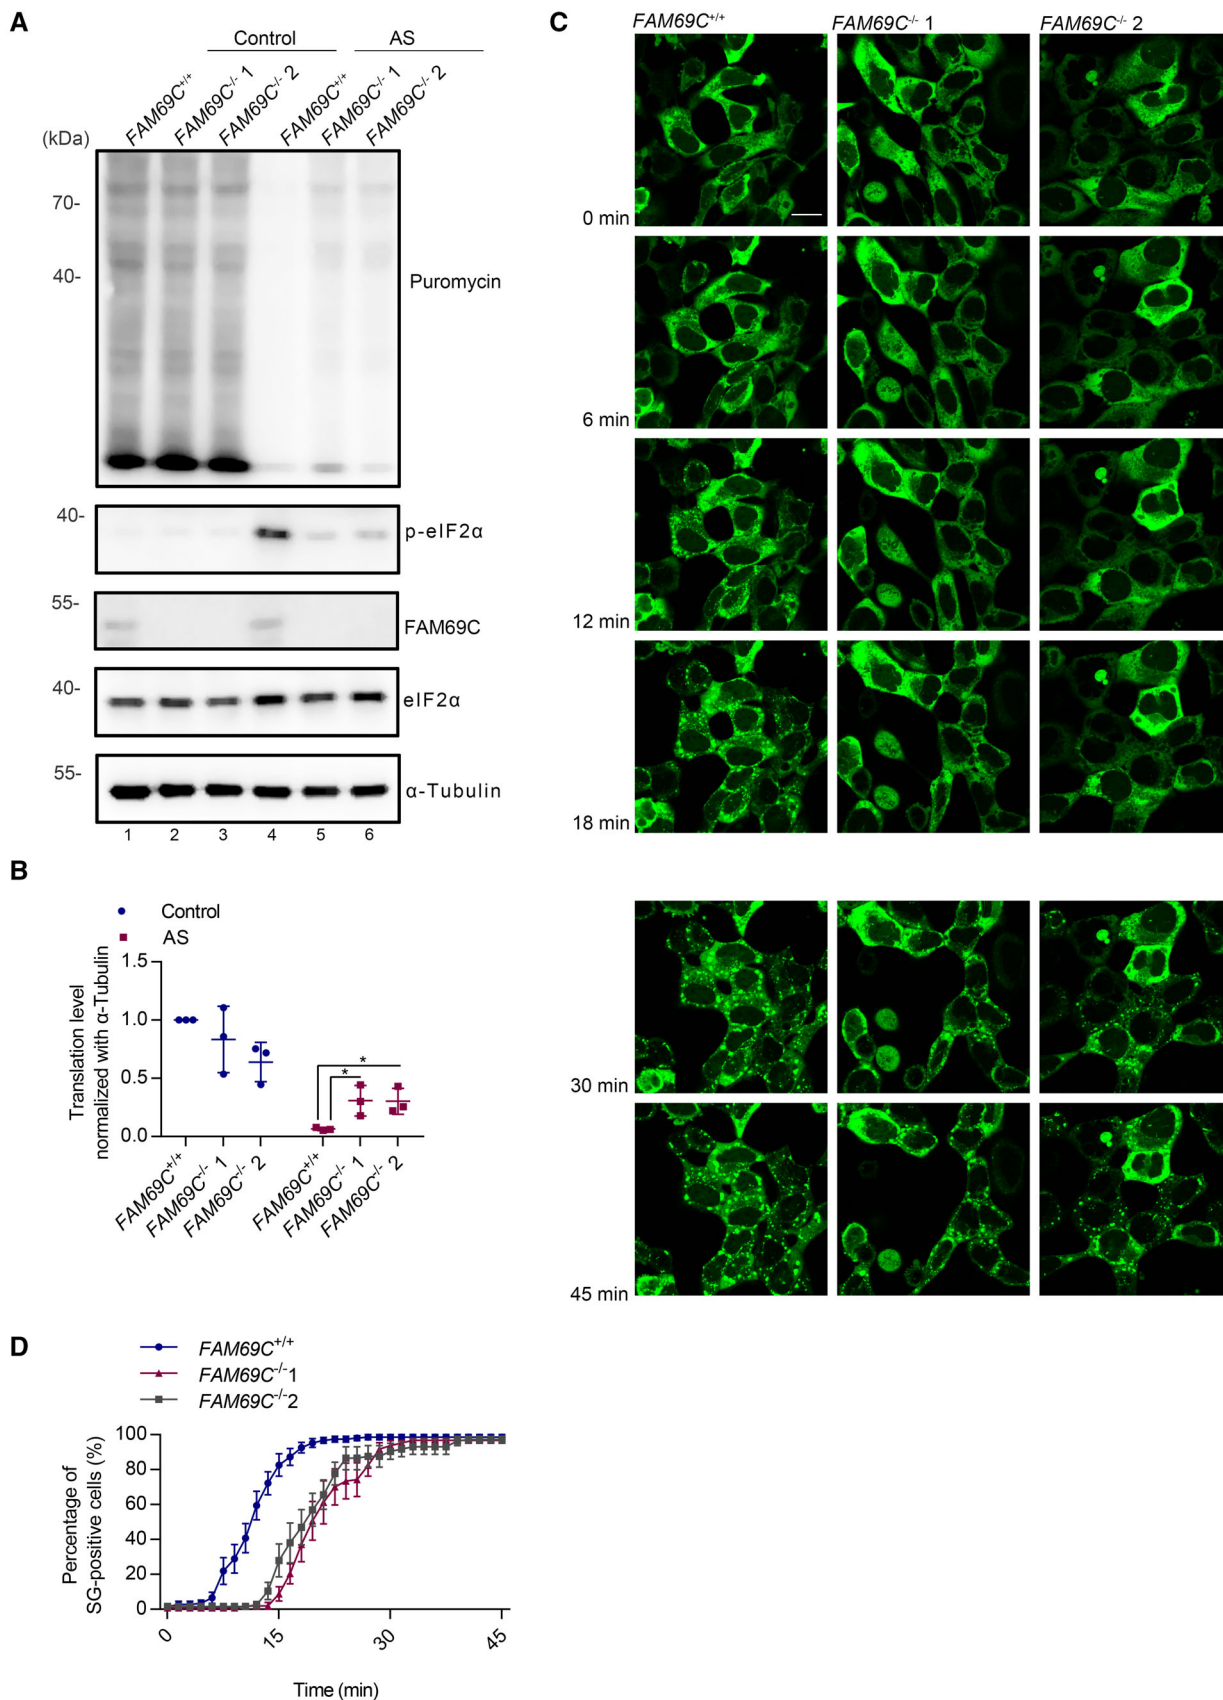 A
Control AS
FAM69C+/+ FAM69C-/- 1 FAM69C-/- 2 FAM69C+/+ FAM69C-/- 1 FAM69C-/- 2
(kDa)
70-
40-
Puromycin
40-
p-eIF2α
55-
FAM69C
40-
eIF2α
55-
α-Tubulin
1 2 3 4 5 6
B
Control
AS
Translation level
normalized with α-Tubulin
1.5
1.0
0.5
0.0
*
*
FAM69C+/+ FAM69C-/- 1 FAM69C-/- 2 FAM69C+/+ FAM69C-/- 1 FAM69C-/- 2
C
FAM69C+/+ FAM69C-/- 1 FAM69C-/- 2
0 min
6 min
12 min
18 min
30 min
45 min
D
FAM69C+/+
FAM69C-/-1
FAM69C-/-2
Percentage of
SG-positive cells (%)
100
80
60
40
20
0
0 15 30 45
Time (min)